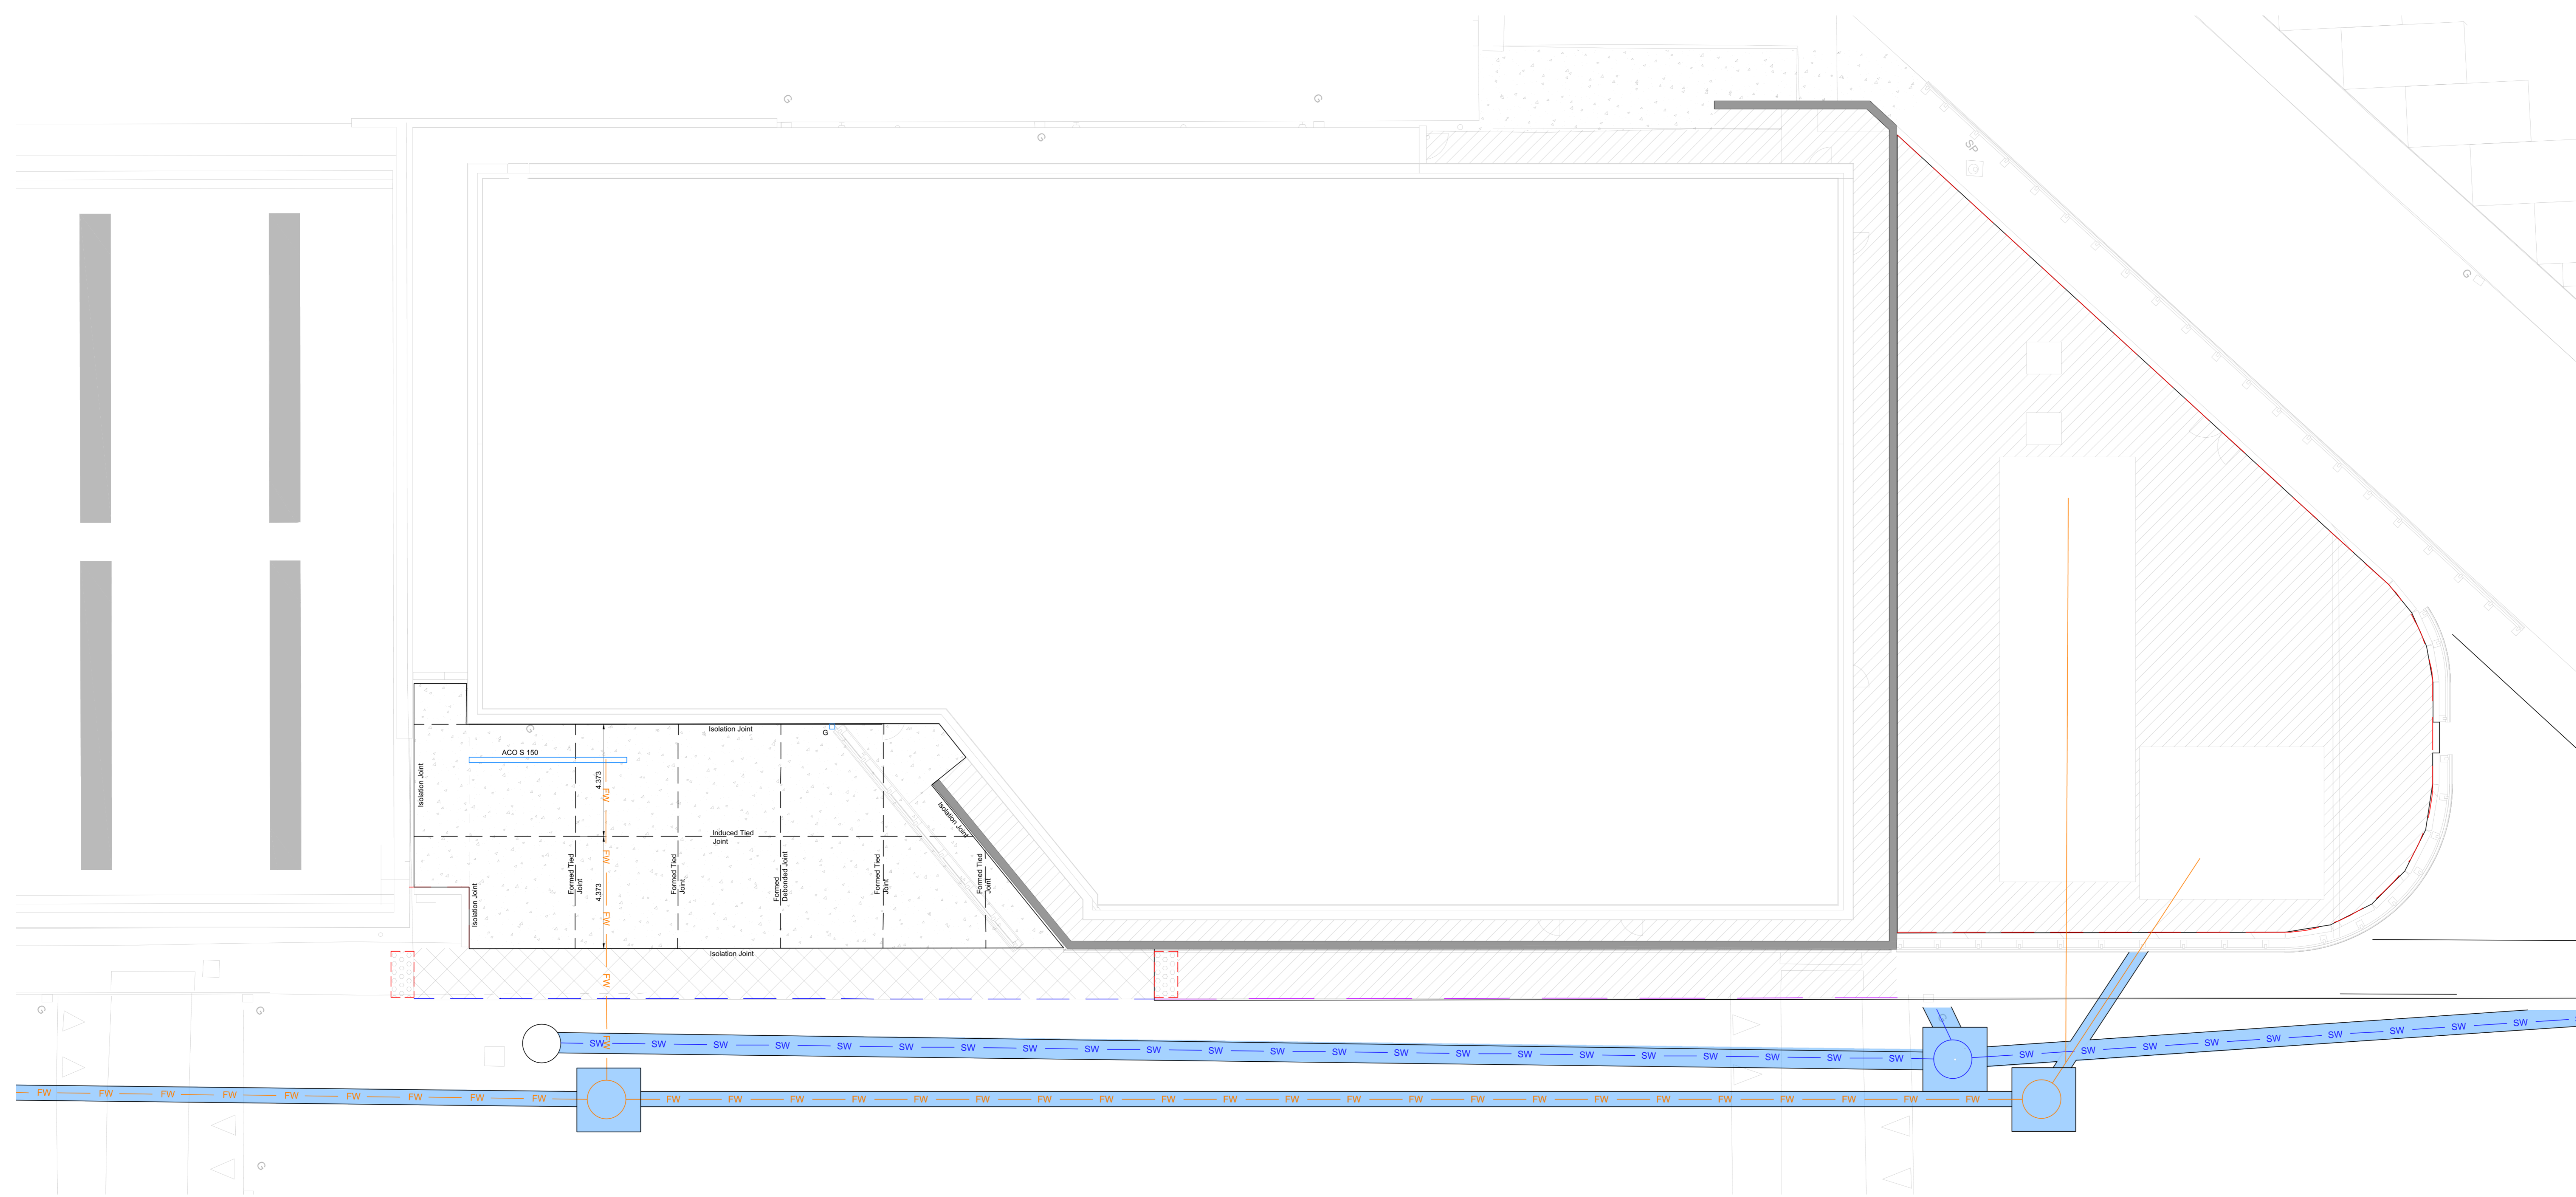 G
G
G
SP
G
G
Isolation Joint
G
ACO S 150
Isolation Joint
4.373
FW
Isolation Joint
Induced Tied
Joint
FW
Formed Tied
Joint
Formed Tied
Joint
Formed
Debonded Joint
Formed Tied
Joint
Formed Tied
Joint
4.373
Isolation Joint
FW
Isolation Joint
FW
G
G
G
FW
SW SW SW SW SW SW SW SW SW SW SW SW SW SW SW SW SW SW SW SW SW SW
SW SW SW SW SW SW SW SW SW
FW FW FW FW FW FW FW FW FW
FW FW FW FW FW FW FW FW FW FW FW FW FW FW FW FW FW FW FW FW FW FW
G